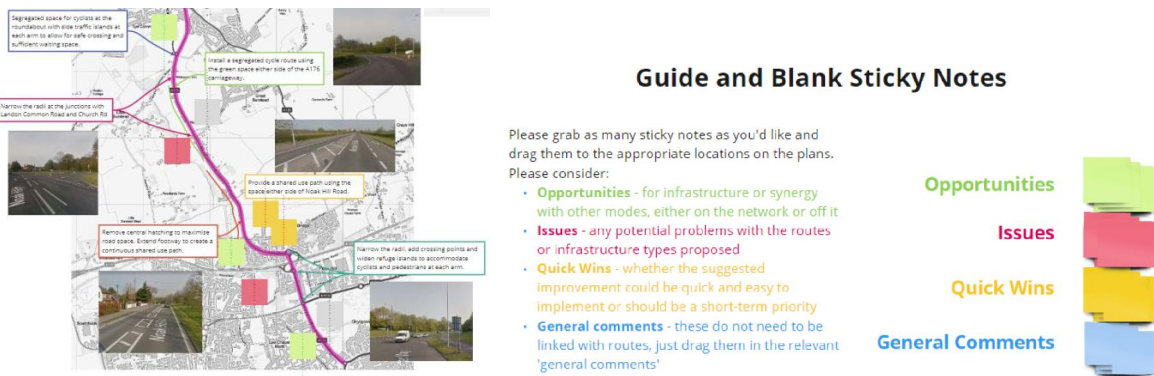 Segregated space for cyclists at the
roundabout with side traffic islands at
each arm to allow for safe crossing and
sufficient waiting space.
Install a segregated cycle route using
the green space either side of the A176
carriageway.
Narrow the radii at the junctions with
Landon Common Road and Church Rd
Provide a shared use path using the
space either side of Noak Hill Road.
Remove central hatching to maximise
road space. Extend footway to create a
continuous shared use path.
Narrow the radii, add crossing points and
widen refuge islands to accommodate
cyclists and pedestrians at each arm.
Guide and Blank Sticky Notes
Please grab as many sticky notes as you'd like and
drag them to the appropriate locations on the plans.
Please consider:
• Opportunities - for infrastructure or synergy
with other modes, either on the network or off it
• Issues - any potential problems with the routes
or infrastructure types proposed
• Quick Wins - whether the suggested
improvement could be quick and easy to
implement or should be a short-term priority
• General comments - these do not need to be
linked with routes, just drag them in the relevant
'general comments'
Opportunities
Issues
Quick Wins
General Comments